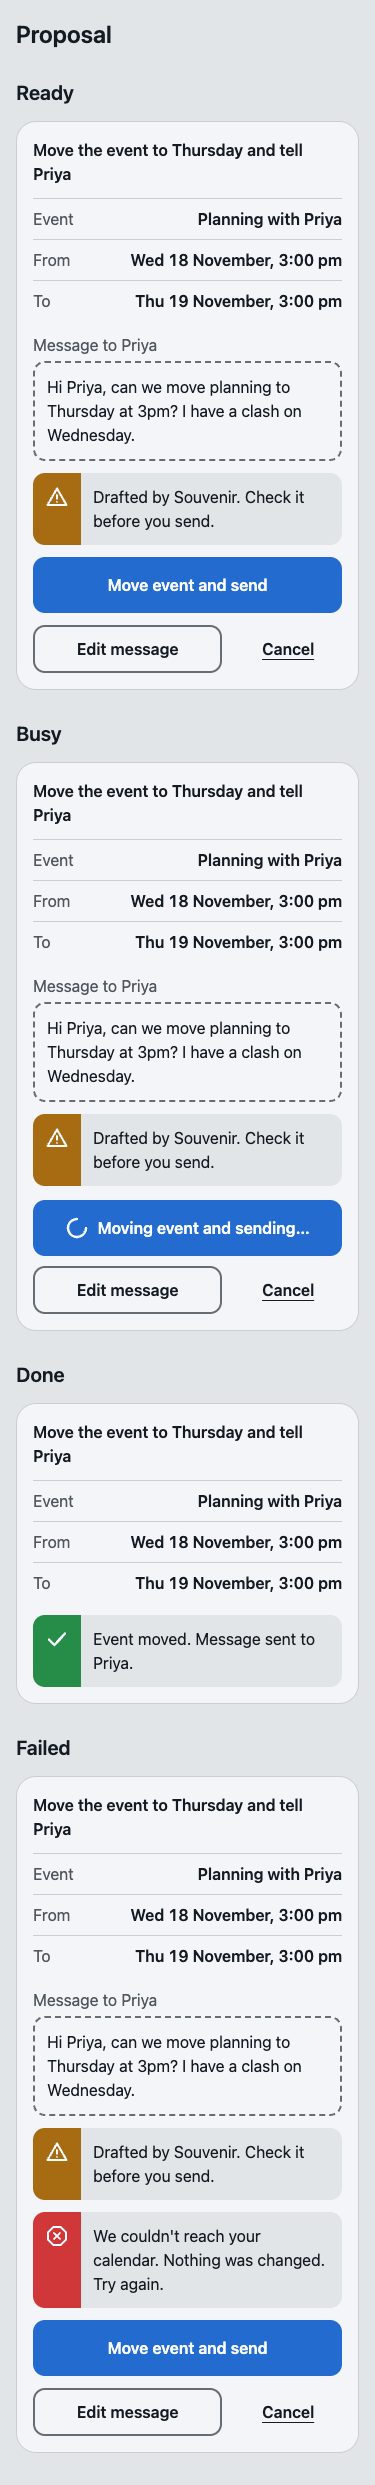 Proposal
Ready
Move the event to Thursday and tell
Priya
Event Planning with Priya
From Wed 18 November, 3:00 pm
To Thu 19 November, 3:00 pm
Message to Priya
Hi Priya, can we move planning to
Thursday at 3pm? I have a clash on
Wednesday.
Drafted by Souvenir. Check it
before you send.
Move event and send
Edit message Cancel
Busy
Move the event to Thursday and tell
Priya
Event Planning with Priya
From Wed 18 November, 3:00 pm
To Thu 19 November, 3:00 pm
Message to Priya
Hi Priya, can we move planning to
Thursday at 3pm? I have a clash on
Wednesday.
Drafted by Souvenir. Check it
before you send.
Moving event and sending...
Edit message Cancel
Done
Move the event to Thursday and tell
Priya
Event Planning with Priya
From Wed 18 November, 3:00 pm
To Thu 19 November, 3:00 pm
Event moved. Message sent to
Priya.
Failed
Move the event to Thursday and tell
Priya
Event Planning with Priya
From Wed 18 November, 3:00 pm
To Thu 19 November, 3:00 pm
Message to Priya
Hi Priya, can we move planning to
Thursday at 3pm? I have a clash on
Wednesday.
Drafted by Souvenir. Check it
before you send.
We couldn't reach your
calendar. Nothing was changed.
Try again.
Move event and send
Edit message Cancel